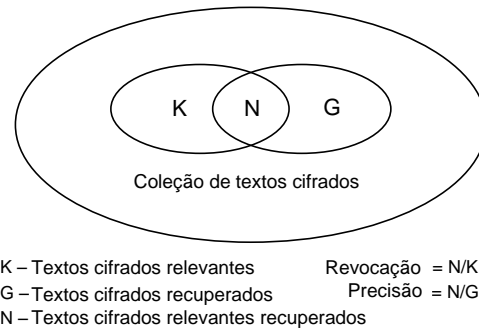 K N G
Coleção de textos cifrados
K – Textos cifrados relevantes Revocação = N/K
G – Textos cifrados recuperados Precisão = N/G
N – Textos cifrados relevantes recuperados